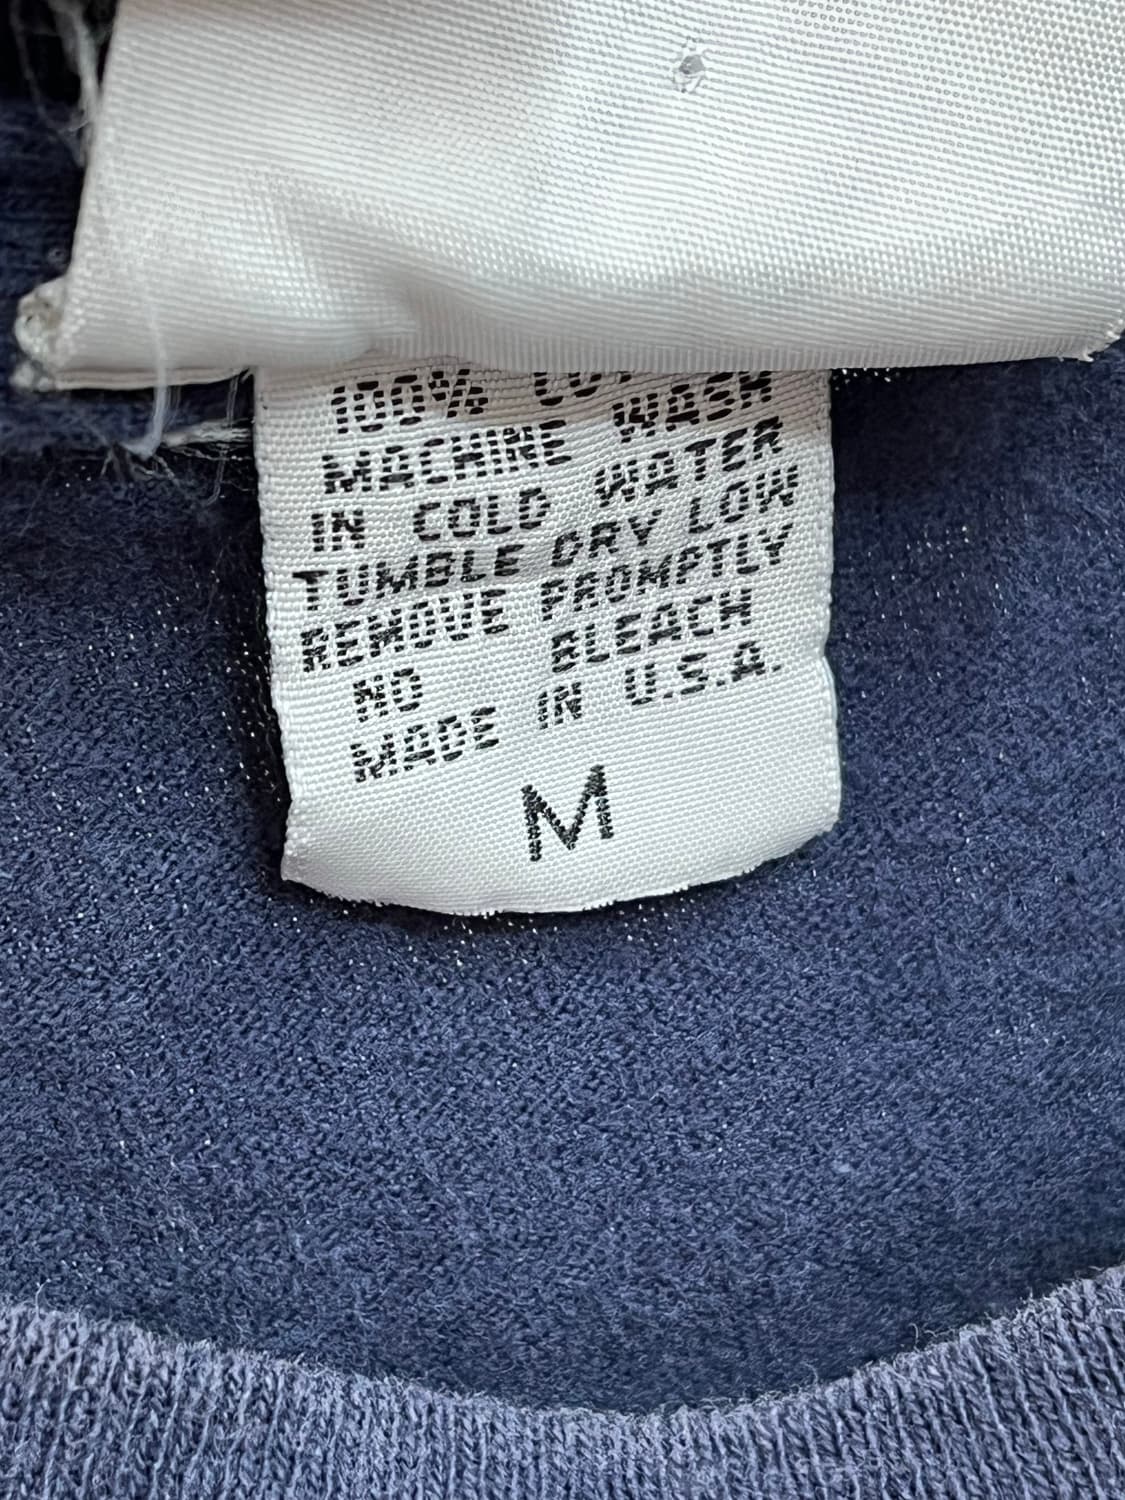 100%
MACHINE WASH
IN COLD WATER
TUMBLE DRY LOW
REMOVE PROMPTLY
NO BLEACH
MADE IN U.S.A.
M